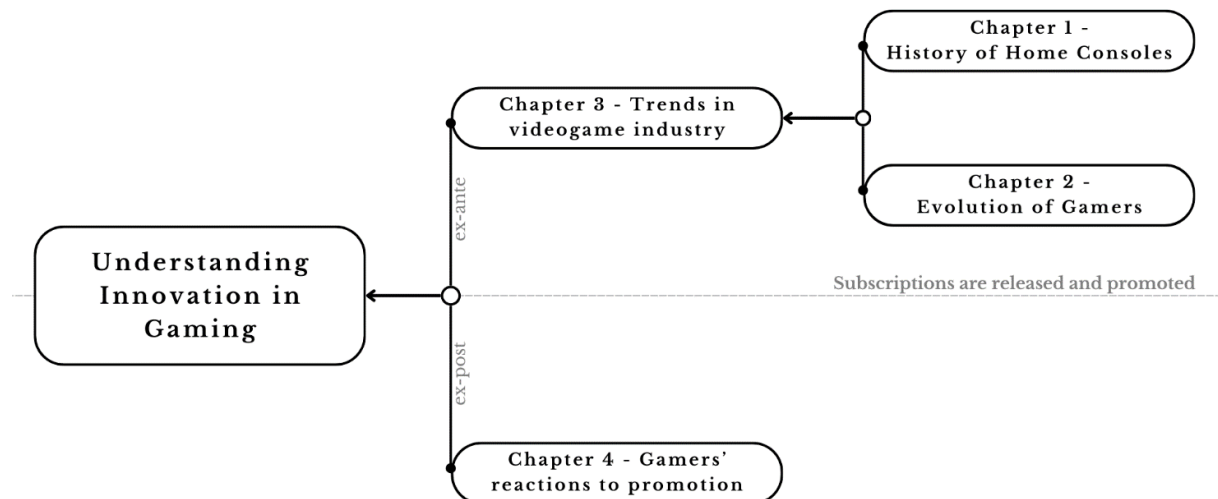 Chapter 1 -
History of Home Consoles
Chapter 3 - Trends in
videogame industry
Chapter 2 -
Evolution of Gamers
ex-ante
Understanding
Innovation in
Gaming
Subscriptions are released and promoted
ex-post
Chapter 4 - Gamers’
reactions to promotion